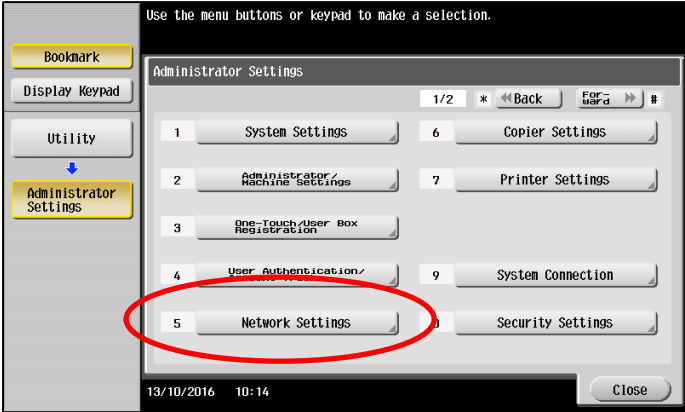 Use the menu buttons or keypad to make a selection.
Bookmark
Display Keypad
Utility
Administrator
Settings
Administrator Settings
1/2 * Back For-
ward #
1 System Settings
6 Copier Settings
2 Administrator/
Machine Settings
7 Printer Settings
3 One-Touch/User Box
Registration
4 User Authentication/
9 System Connection
5 Network Settings
Security Settings
13/10/2016 10:14
Close